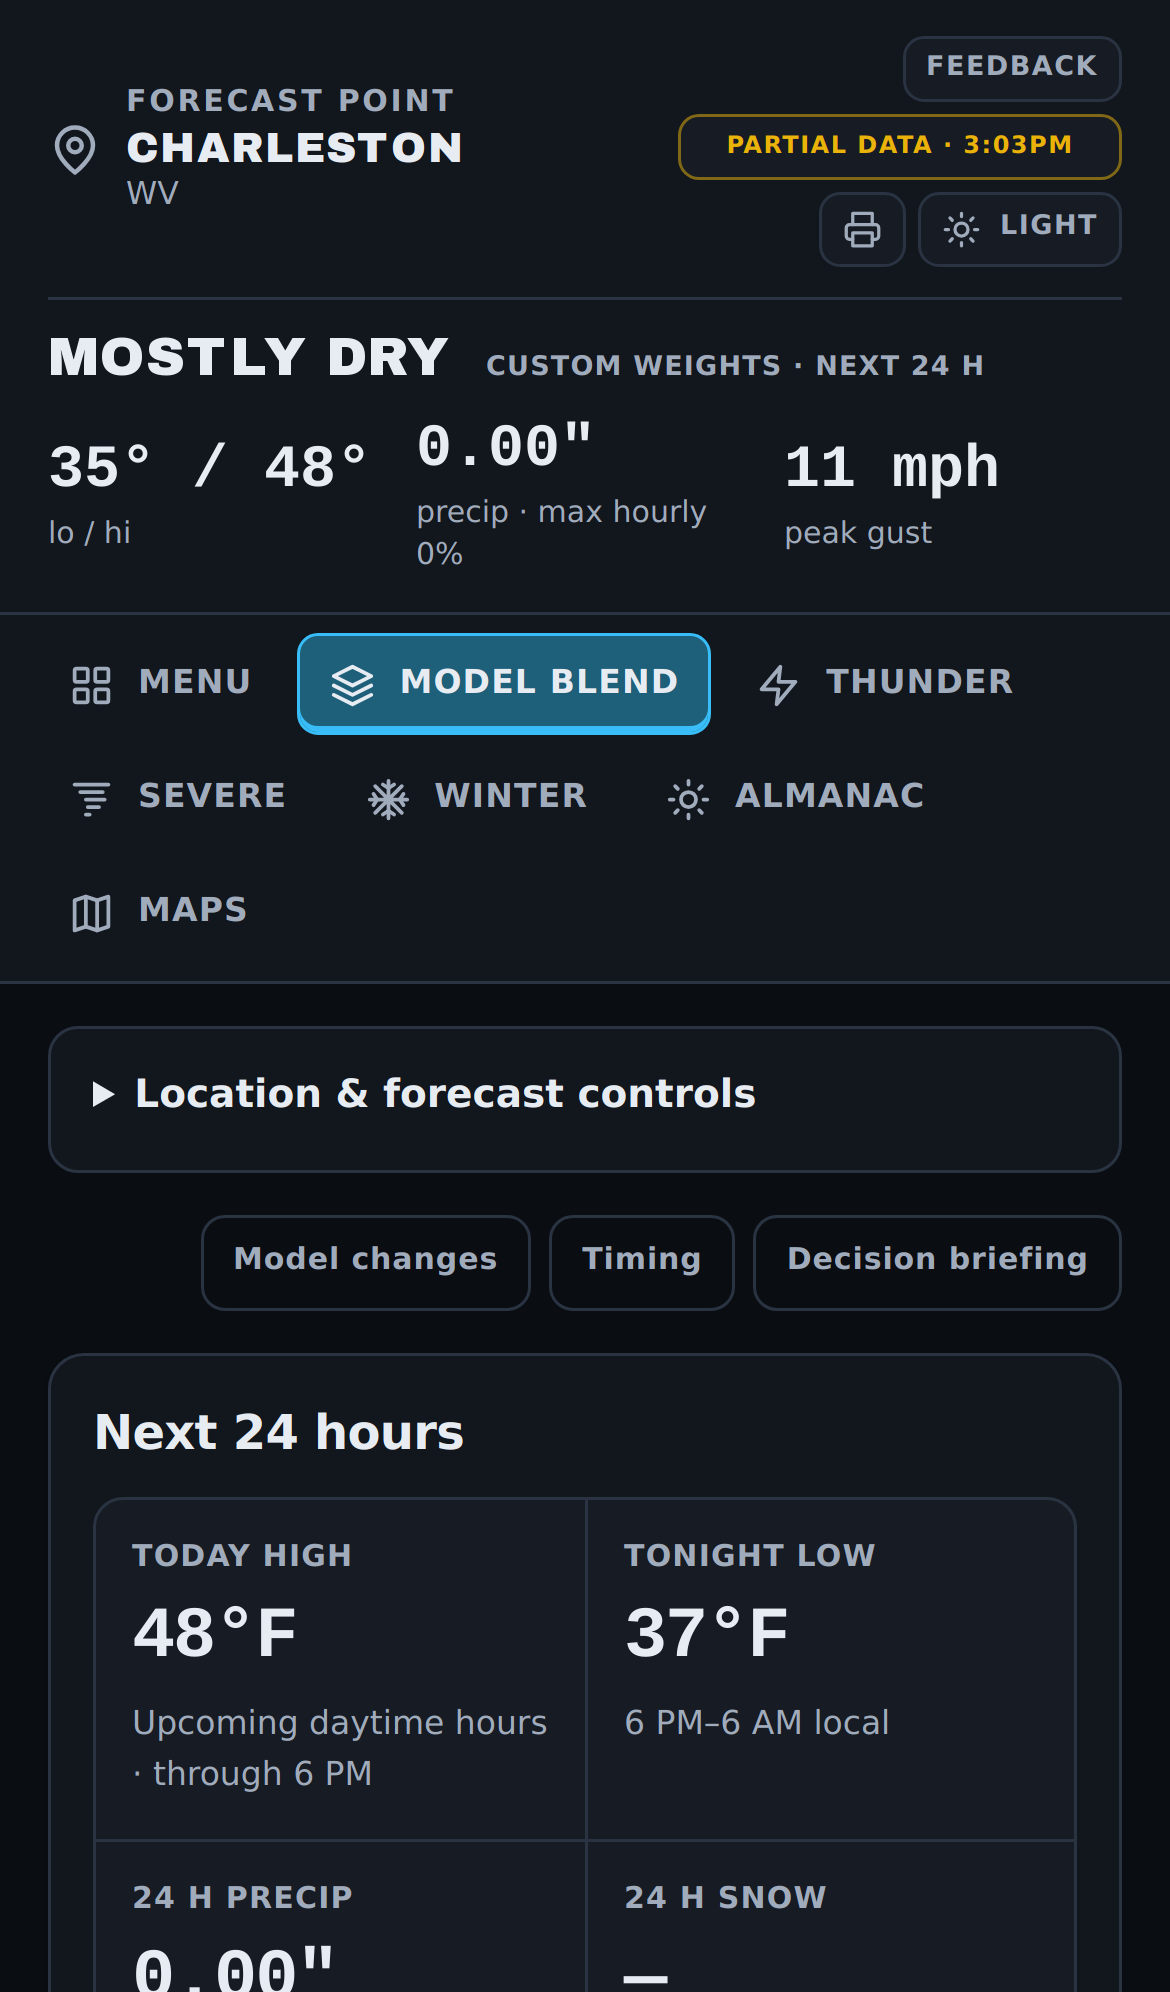 FORECAST POINT
CHARLESTON
WV
FEEDBACK
PARTIAL DATA · 3:03PM
LIGHT
MOSTLY DRY CUSTOM WEIGHTS · NEXT 24 H
35° / 48°
lo / hi
0.00"
precip · max hourly
0%
11 mph
peak gust
MENU
MODEL BLEND
THUNDER
SEVERE
WINTER
ALMANAC
MAPS
Location & forecast controls
Model changes
Timing
Decision briefing
Next 24 hours
TODAY HIGH
48°F
Upcoming daytime hours
· through 6 PM
TONIGHT LOW
37°F
6 PM–6 AM local
24 H PRECIP
0.00"
24 H SNOW
—